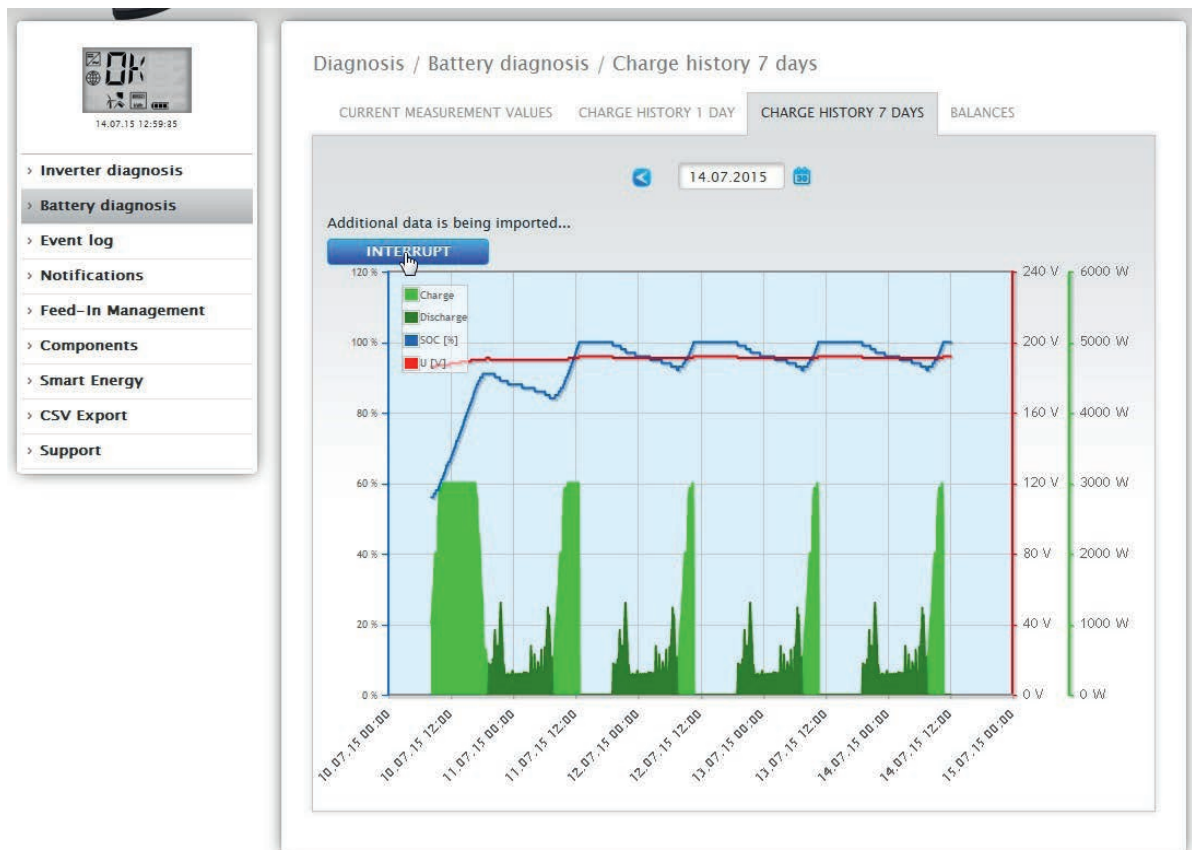 OK
14.07.15 12:59:35
› Inverter diagnosis
› Battery diagnosis
› Event log
› Notifications
› Feed-In Management
› Components
› Smart Energy
› CSV Export
› Support
Diagnosis / Battery diagnosis / Charge history 7 days
CURRENT MEASUREMENT VALUES CHARGE HISTORY 1 DAY CHARGE HISTORY 7 DAYS BALANCES
14.07.2015 30
Additional data is being imported...
INTERRUPT
120 % 240 V 6000 W
Charge
Discharge
100 % SOC [%] 200 V 5000 W
U [V]
80 % 160 V 4000 W
60 % 120 V 3000 W
40 % 80 V 2000 W
20 % 40 V 1000 W
0 % 0 V 0 W
10.07.15 00:00 10.07.15 12:00 11.07.15 00:00 11.07.15 12:00 12.07.15 00:00 12.07.15 12:00 13.07.15 00:00 13.07.15 12:00 14.07.15 00:00 14.07.15 12:00 15.07.15 00:00